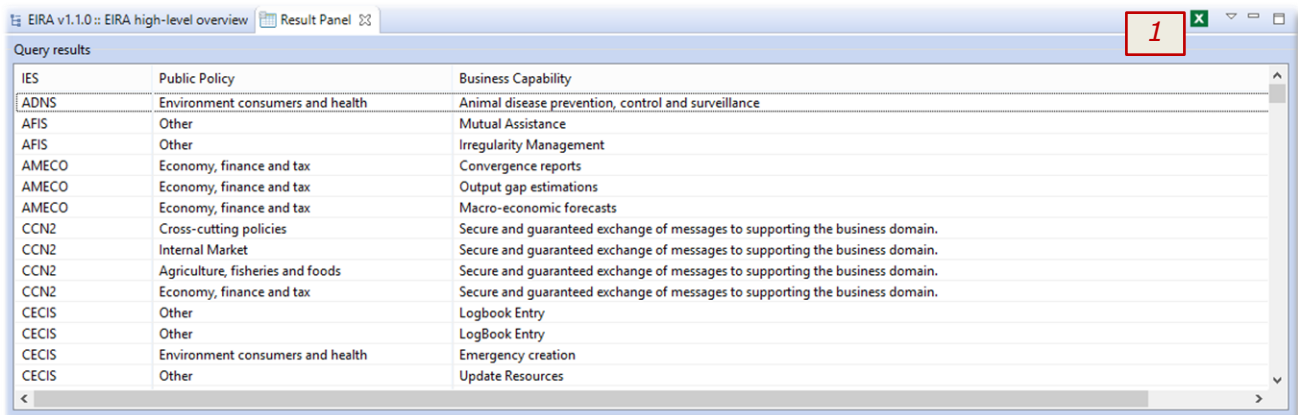 EIRA v1.1.0 :: EIRA high-level overview Result Panel
1
Query results
IES Public Policy Business Capability
ADNS Environment consumers and health Animal disease prevention, control and surveillance
AFIS Other Mutual Assistance
AFIS Other Irregularity Management
AMECO Economy, finance and tax Convergence reports
AMECO Economy, finance and tax Output gap estimations
AMECO Economy, finance and tax Macro-economic forecasts
CCN2 Cross-cutting policies Secure and guaranteed exchange of messages to supporting the business domain.
CCN2 Internal Market Secure and guaranteed exchange of messages to supporting the business domain.
CCN2 Agriculture, fisheries and foods Secure and guaranteed exchange of messages to supporting the business domain.
CCN2 Economy, finance and tax Secure and guaranteed exchange of messages to supporting the business domain.
CECIS Other Logbook Entry
CECIS Other LogBook Entry
CECIS Environment consumers and health Emergency creation
CECIS Other Update Resources